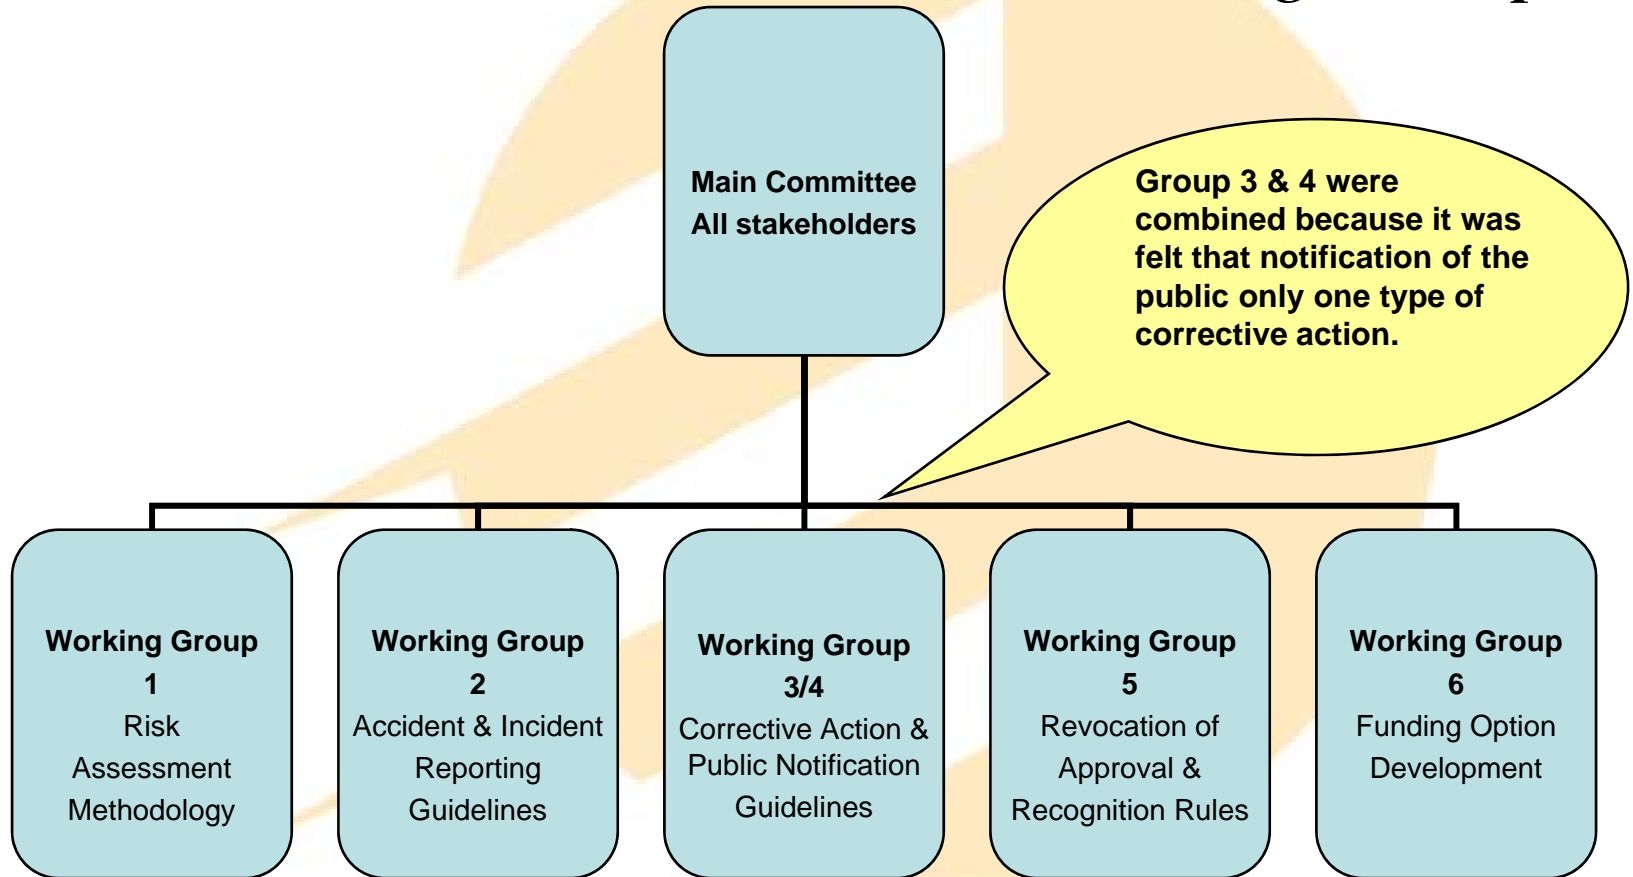 Main Committee
All stakeholders
Group 3 & 4 were
combined because it was
felt that notification of the
public only one type of
corrective action.
Working Group
1
Risk
Assessment
Methodology
Working Group
2
Accident & Incident
Reporting
Guidelines
Working Group
3/4
Corrective Action &
Public Notification
Guidelines
Working Group
5
Revocation of
Approval &
Recognition Rules
Working Group
6
Funding Option
Development